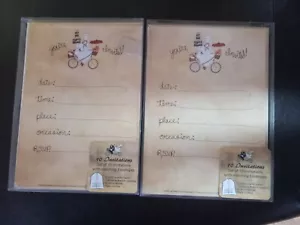 you're invited!
date:
time:
place:
occasion:
RSVP
10 Invitations
you're invited!
date:
time:
place:
occasion:
RSVP
10 Invitations